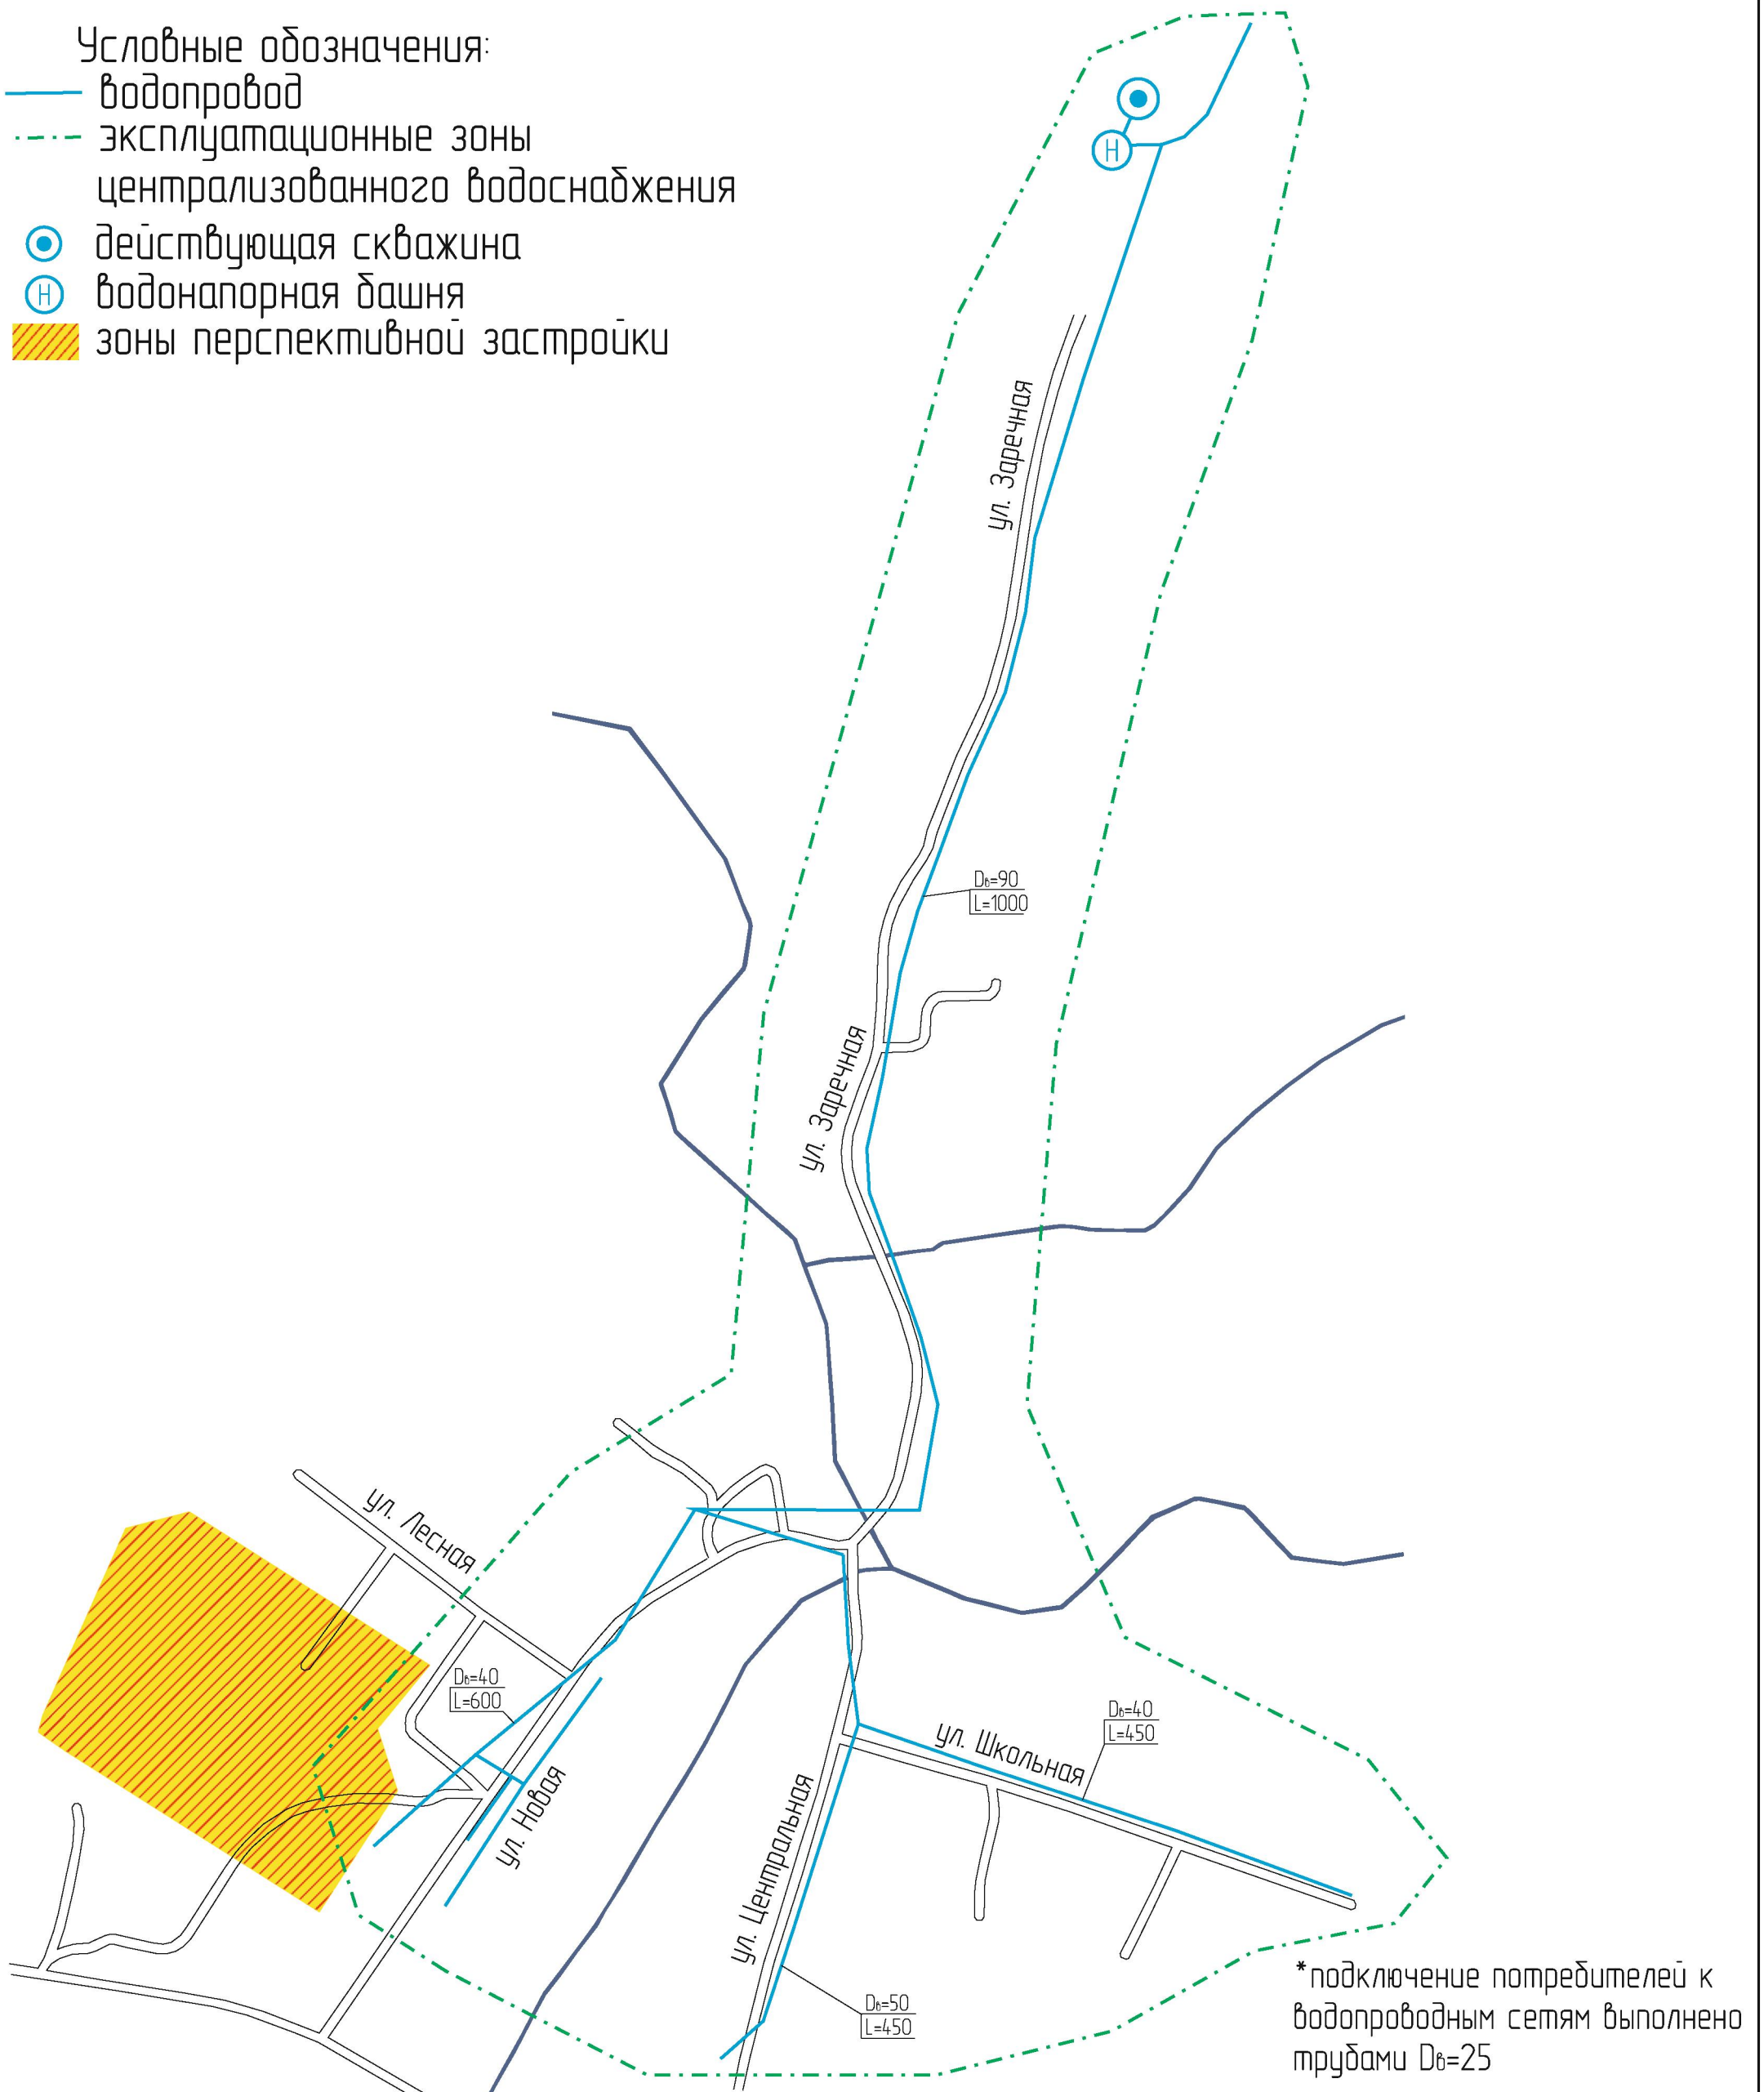 Условные обозначения:
водопровод
эксплуатационные зоны
централизованного водоснабжения
действующая скважина
Н водонапорная башня
зоны перспективной застройки
Н
ул. Заречная
Dв=90
L=1000
ул. Заречная
ул. Лесная
Dв=40
L=600
ул. Новая
ул. Школьная
Dв=40
L=450
ул. Центральная
Dв=50
L=450
*подключение потребителей к
водопроводным сетям выполнено
трубами Dв=25